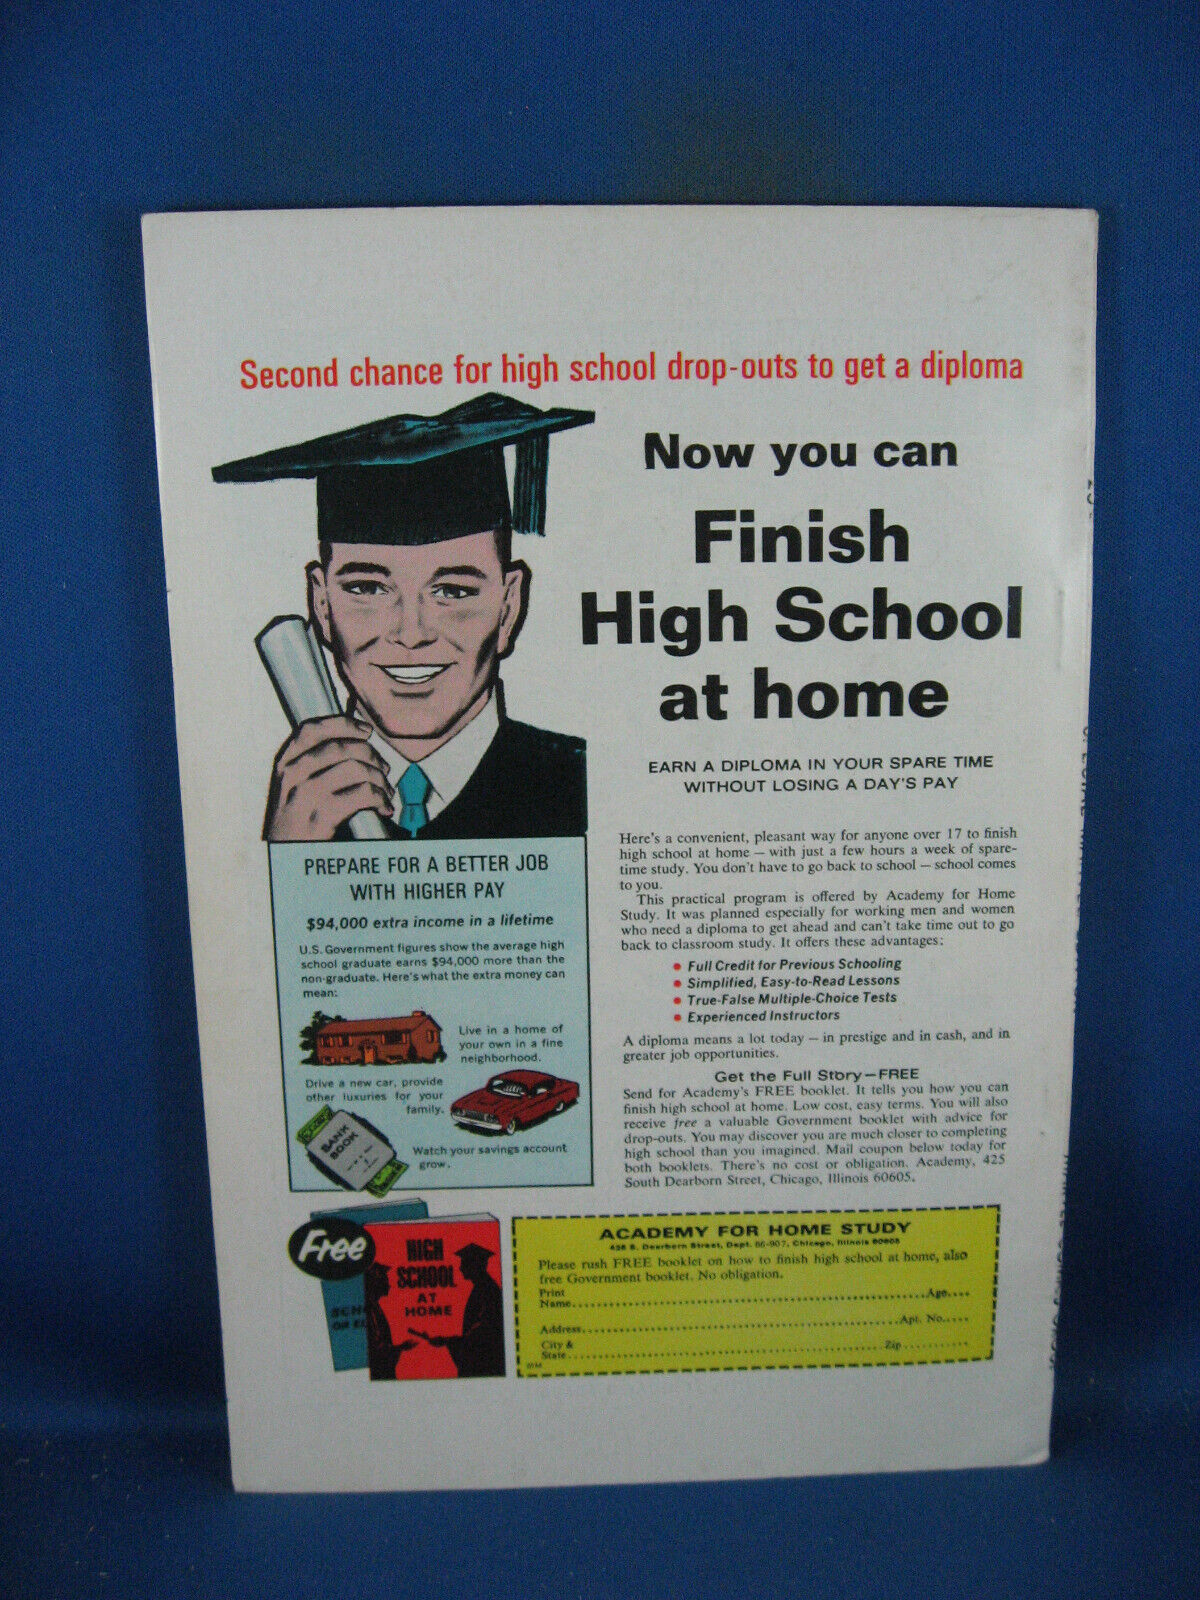 Second chance for high school drop-outs to get a diploma
Now you can
Finish
High School
at home
EARN A DIPLOMA IN YOUR SPARE TIME
WITHOUT LOSING A DAY'S PAY
PREPARE FOR A BETTER JOB
WITH HIGHER PAY
$94,000 extra income in a lifetime
U.S. Government figures show the average high
school graduate earns $94,000 more than the
non-graduate. Here's what the extra money can
mean:
Live in a home of
your own in a fine
neighborhood.
Drive a new car, provide
other luxuries for your
family.
BANK
BOOK
Watch your savings account
grow.
Here's a convenient, pleasant way for anyone over 17 to finish
high school at home — with just a few hours a week of spare-
time study. You don't have to go back to school — school comes
to you.
This practical program is offered by Academy for Home
Study. It was planned especially for working men and women
who need a diploma to get ahead and can't take time out to go
back to classroom study. It offers these advantages:
• Full Credit for Previous Schooling
• Simplified, Easy-to-Read Lessons
• True-False Multiple-Choice Tests
• Experienced Instructors
A diploma means a lot today — in prestige and in cash, and in
greater job opportunities.
Get the Full Story—FREE
Send for Academy's FREE booklet. It tells you how you can
finish high school at home. Low cost, easy terms. You will also
receive free a valuable Government booklet with advice for
drop-outs. You may discover you are much closer to completing
high school than you imagined. Mail coupon below today for
both booklets. There's no cost or obligation. Academy, 425
South Dearborn Street, Chicago, Illinois 60605.
Free
HIGH
SCHOOL
AT
HOME
ACADEMY FOR HOME STUDY
425 S. Dearborn Street, Dept. 86-907, Chicago, Illinois 60605
Please rush FREE booklet on how to finish high school at home, also
free Government booklet. No obligation.
Print
Name Age
Address Apt. No.
City &
State Zip